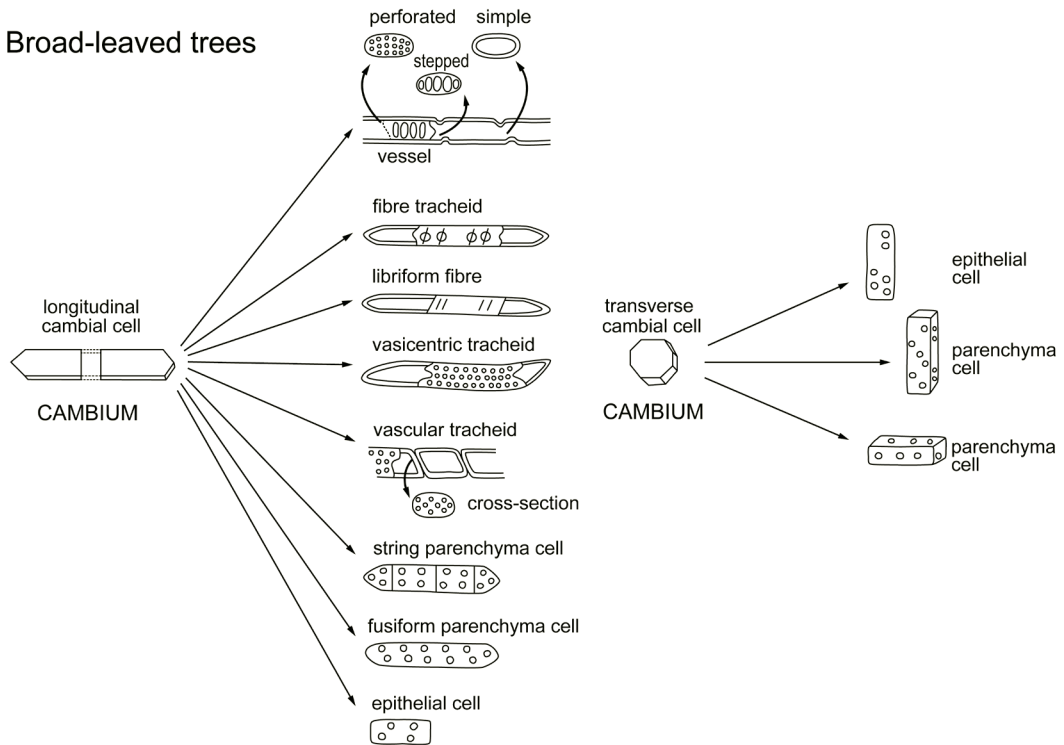 Broad-leaved trees
perforated
simple
stepped
vessel
fibre tracheid
libriform fibre
longitudinal
cambial cell
CAMBIUM
vasicentric tracheid
vascular tracheid
cross-section
string parenchyma cell
fusiform parenchyma cell
epithelial cell
transverse
cambial cell
CAMBIUM
epithelial
cell
parenchyma
cell
parenchyma
cell